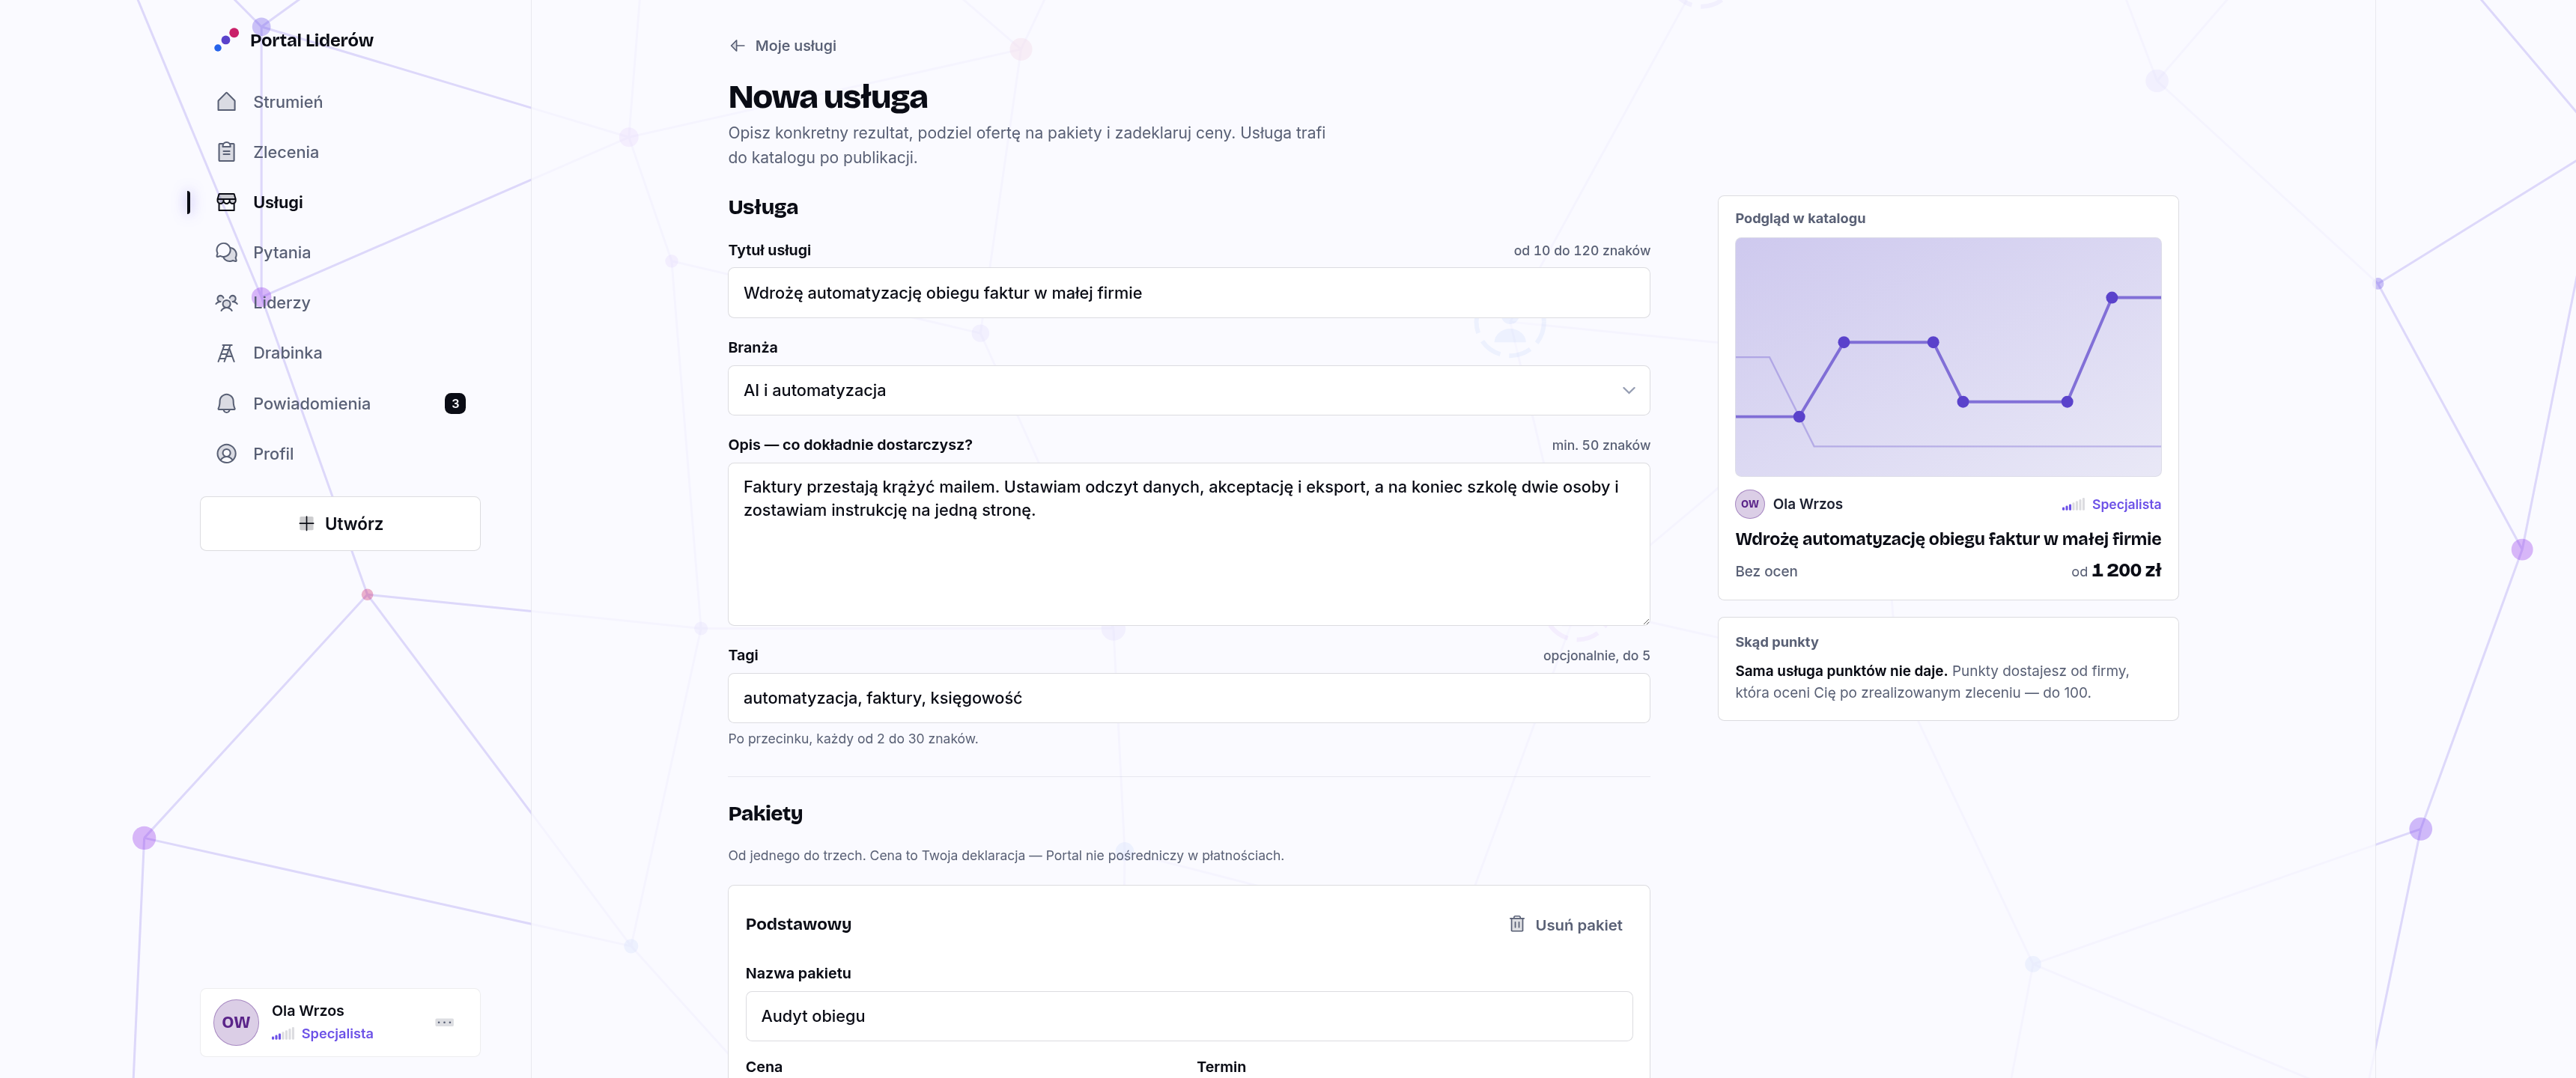 Portal Liderów
Strumień
Zlecenia
Usługi
Pytania
Liderzy
Drabinka
Powiadomienia
3
Profil
Utwórz
OW
Ola Wrzos
Specjalista
Moje usługi
Nowa usługa
Opisz konkretny rezultat, podziel ofertę na pakiety i zadeklaruj ceny. Usługa trafi
do katalogu po publikacji.
Usługa
Tytuł usługi
od 10 do 120 znaków
Wdrożę automatyzację obiegu faktur w małej firmie
Branża
AI i automatyzacja
Opis — co dokładnie dostarczysz?
min. 50 znaków
Faktury przestają krążyć mailem. Ustawiam odczyt danych, akceptację i eksport, a na koniec szkolę dwie osoby i
zostawiam instrukcję na jedną stronę.
Tagi
opcjonalnie, do 5
automatyzacja, faktury, księgowość
Po przecinku, każdy od 2 do 30 znaków.
Pakiety
Od jednego do trzech. Cena to Twoja deklaracja — Portal nie pośredniczy w płatnościach.
Podstawowy
Usuń pakiet
Nazwa pakietu
Audyt obiegu
Cena
Termin
Podgląd w katalogu
OW
Ola Wrzos
Specjalista
Wdrożę automatyzację obiegu faktur w małej firmie
Bez ocen
od 1 200 zł
Skąd punkty
Sama usługa punktów nie daje. Punkty dostajesz od firmy,
która oceni Cię po zrealizowanym zleceniu — do 100.